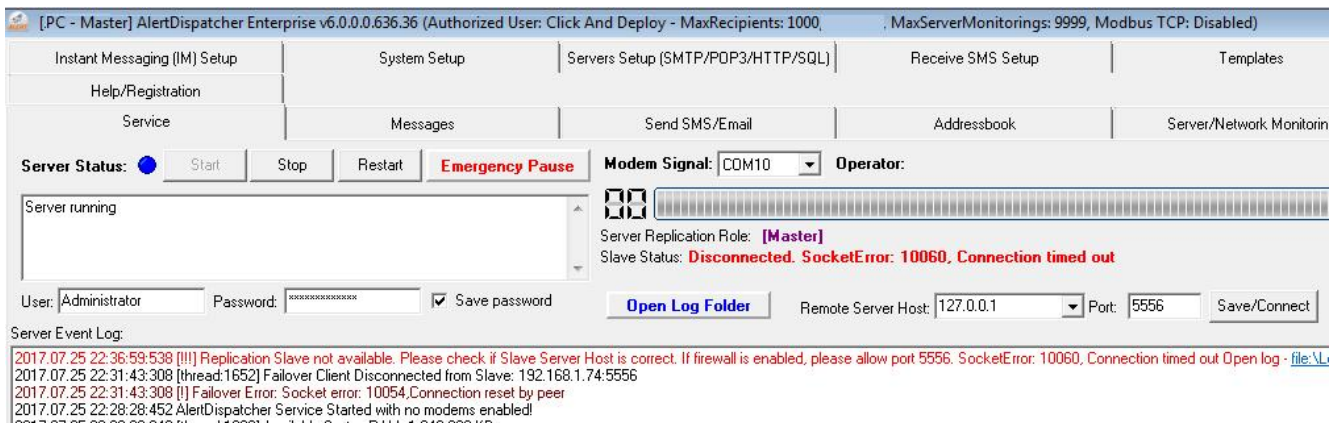 [PC - Master] AlertDispatcher Enterprise v6.0.0.0.636.36 (Authorized User: Click And Deploy - MaxRecipients: 1000, , MaxServerMonitorings: 9999, Modbus TCP: Disabled)
Instant Messaging (IM) Setup System Setup Servers Setup (SMTP/POP3/HTTP/SQL) Receive SMS Setup Templates
Help/Registration
Service Messages Send SMS/Email Addressbook Server/Network Monitorin
Server Status: Start Stop Restart Emergency Pause Modem Signal: COM10 Operator:
Server running
Server Replication Role: [Master]
Slave Status: Disconnected. SocketError: 10060, Connection timed out
User: Administrator Password: ************* Save password Open Log Folder Remote Server Host: 127.0.0.1 Port: 5556 Save/Connect
Server Event Log:
2017.07.25 22:36:59:538 [!!!] Replication Slave not available. Please check if Slave Server Host is correct. If firewall is enabled, please allow port 5556. SocketError: 10060, Connection timed out Open log - file:\L
2017.07.25 22:31:43:308 [thread:1652] Failover Client Disconnected from Slave: 192.168.1.74:5556
2017.07.25 22:31:43:308 [!] Failover Error: Socket error: 10054,Connection reset by peer
2017.07.25 22:28:28:452 AlertDispatcher Service Started with no modems enabled!